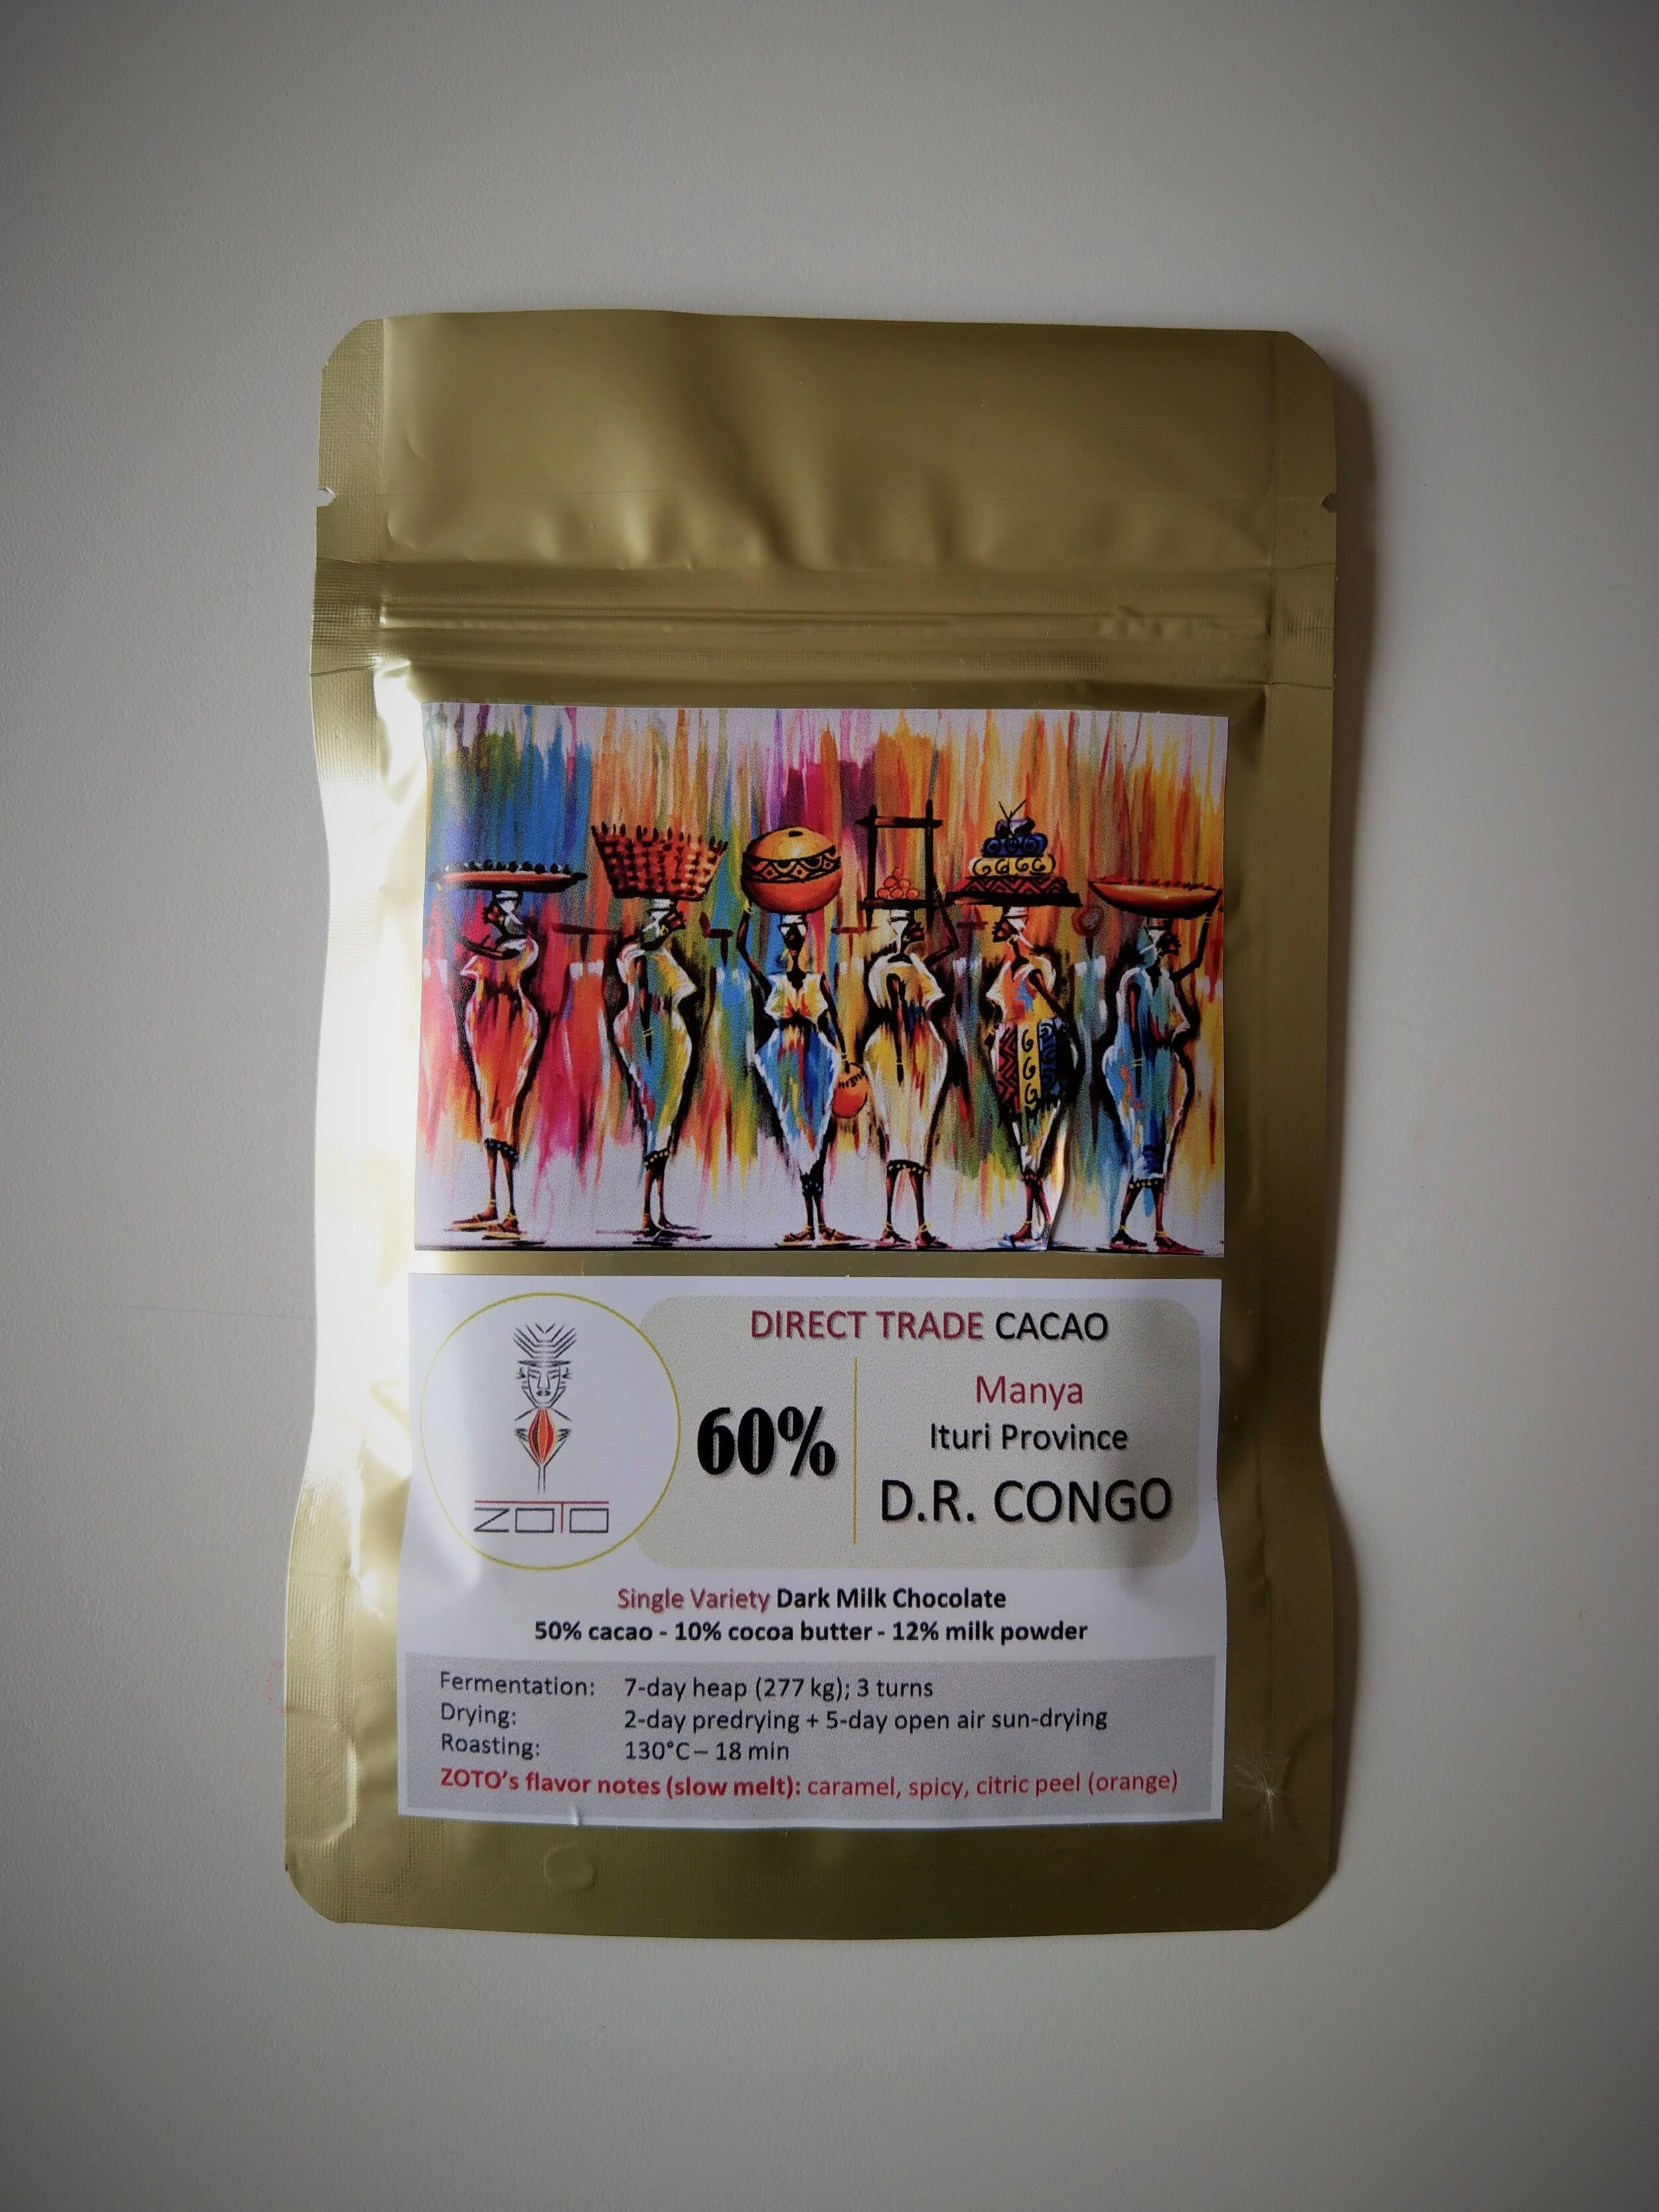 DIRECT TRADE CACAO
60%
Manya
Ituri Province
D.R. CONGO
ZOTO
Single Variety Dark Milk Chocolate
50% cacao - 10% cocoa butter - 12% milk powder
Fermentation: 7-day heap (277 kg); 3 turns
Drying: 2-day predrying + 5-day open air sun-drying
Roasting: 130°C – 18 min
ZOTO's flavor notes (slow melt): caramel, spicy, citric peel (orange)